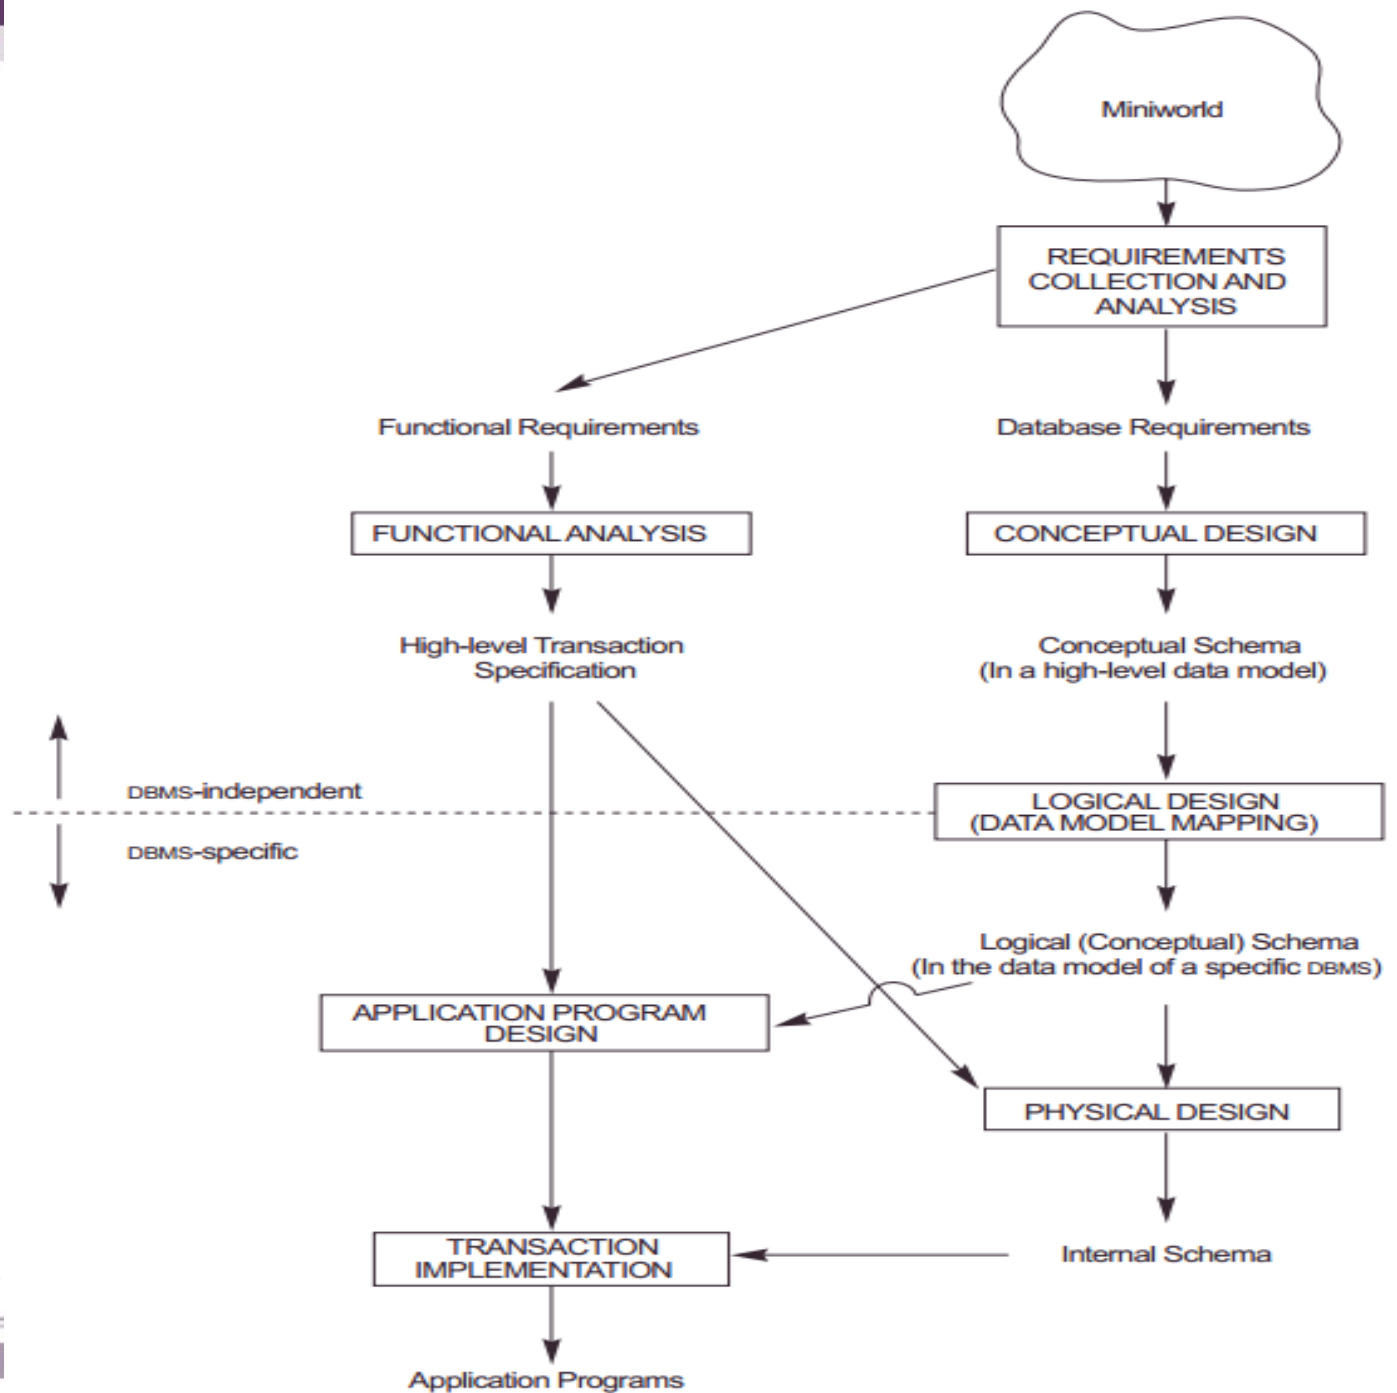 Miniworld
REQUIREMENTS
COLLECTION AND
ANALYSIS
Functional Requirements
Database Requirements
FUNCTIONAL ANALYSIS
CONCEPTUAL DESIGN
High-level Transaction
Specification
Conceptual Schema
(In a high-level data model)
DBMS-independent
LOGICAL DESIGN
(DATA MODEL MAPPING)
DBMS-specific
Logical (Conceptual) Schema
(In the data model of a specific DBMS)
APPLICATION PROGRAM
DESIGN
PHYSICAL DESIGN
TRANSACTION
IMPLEMENTATION
Internal Schema
Application Programs